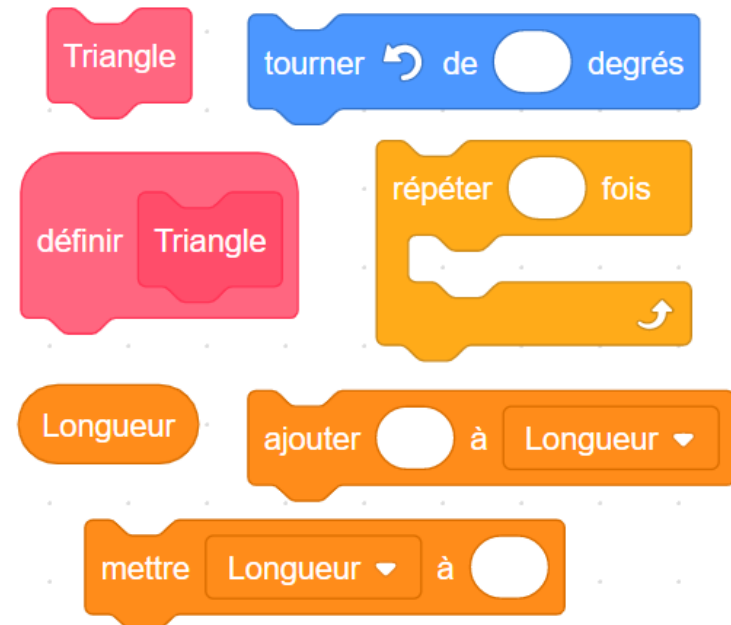 Triangle
tourner de degrés
définir Triangle
répéter fois
Longueur
ajouter à Longueur
mettre Longueur à